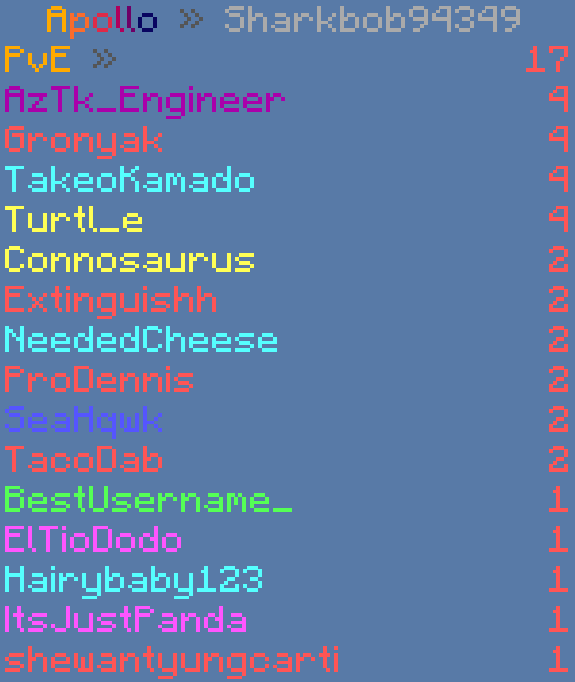 Apollo » Sharkbob94349
PvE » 17
AzTk_Engineer 4
Gronyak 4
TakeoKamado 4
Turtl_e 4
Connosaurus 2
Extinguishh 2
NeededCheese 2
ProDennis 2
SeaHqwk 2
TacoDab 2
BestUsername_ 1
ElTioDodo 1
Hairybaby123 1
ItsJustPanda 1
shewantyungcarti 1